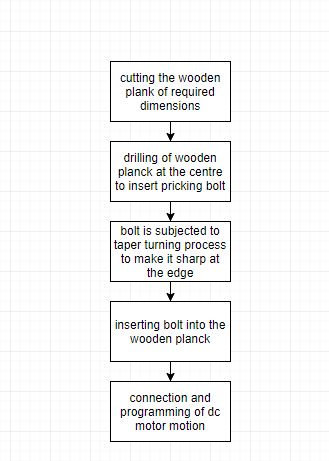 cutting the wooden
plank of required
dimensions
drilling of wooden
planck at the centre
to insert pricking bolt
bolt is subjected to
taper turning process
to make it sharp at
the edge
inserting bolt into the
wooden planck
connection and
programming of dc
motor motion